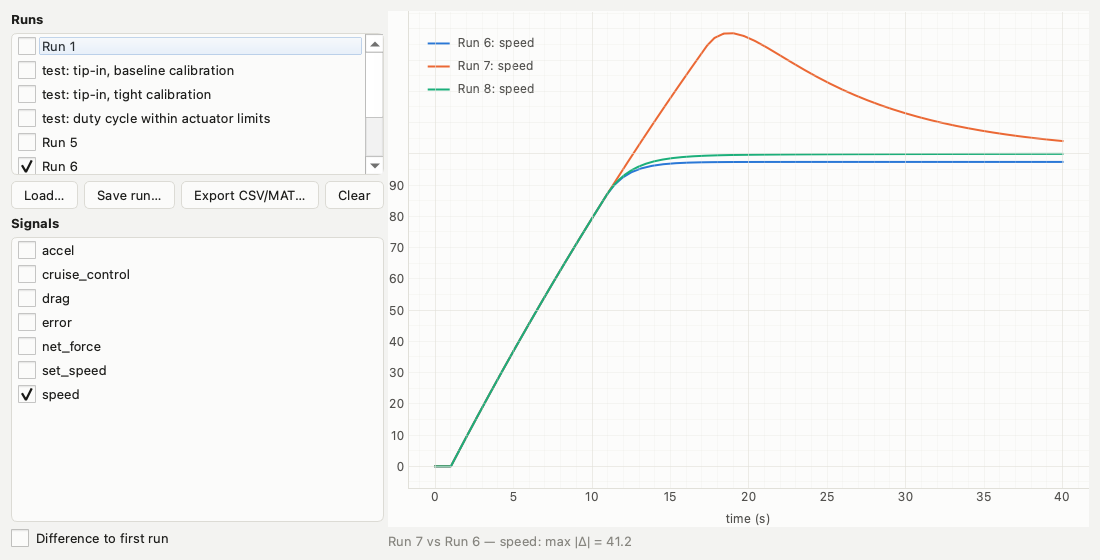 Runs
Run 1
test: tip-in, baseline calibration
test: tip-in, tight calibration
test: duty cycle within actuator limits
Run 5
Run 6
Load...
Save run...
Export CSV/MAT...
Clear
Signals
accel
cruise_control
drag
error
net_force
set_speed
speed
Difference to first run
Run 6: speed
Run 7: speed
Run 8: speed
90
80
70
60
50
40
30
20
10
0
0 5 10 15 20 25 30 35 40
time (s)
Run 7 vs Run 6 — speed: max |Δ| = 41.2